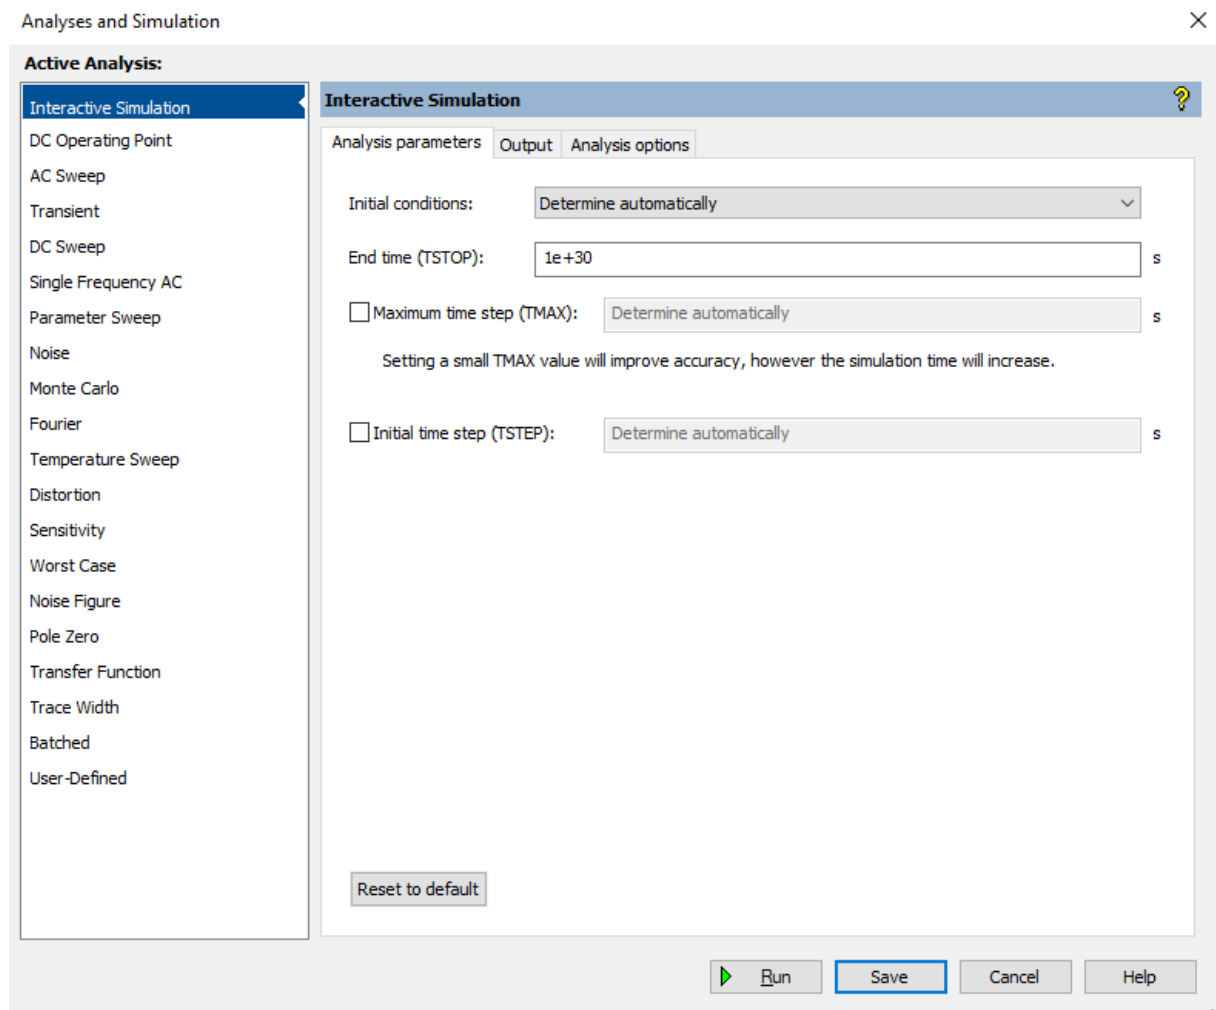 Analyses and Simulation
Active Analysis:
Interactive Simulation
DC Operating Point
AC Sweep
Transient
DC Sweep
Single Frequency AC
Parameter Sweep
Noise
Monte Carlo
Fourier
Temperature Sweep
Distortion
Sensitivity
Worst Case
Noise Figure
Pole Zero
Transfer Function
Trace Width
Batched
User-Defined
Interactive Simulation
Analysis parameters Output Analysis options
Initial conditions: Determine automatically
End time (TSTOP): 1e+30 s
Maximum time step (TMAX): Determine automatically s
Setting a small TMAX value will improve accuracy, however the simulation time will increase.
Initial time step (TSTEP): Determine automatically s
Reset to default
Run Save Cancel Help